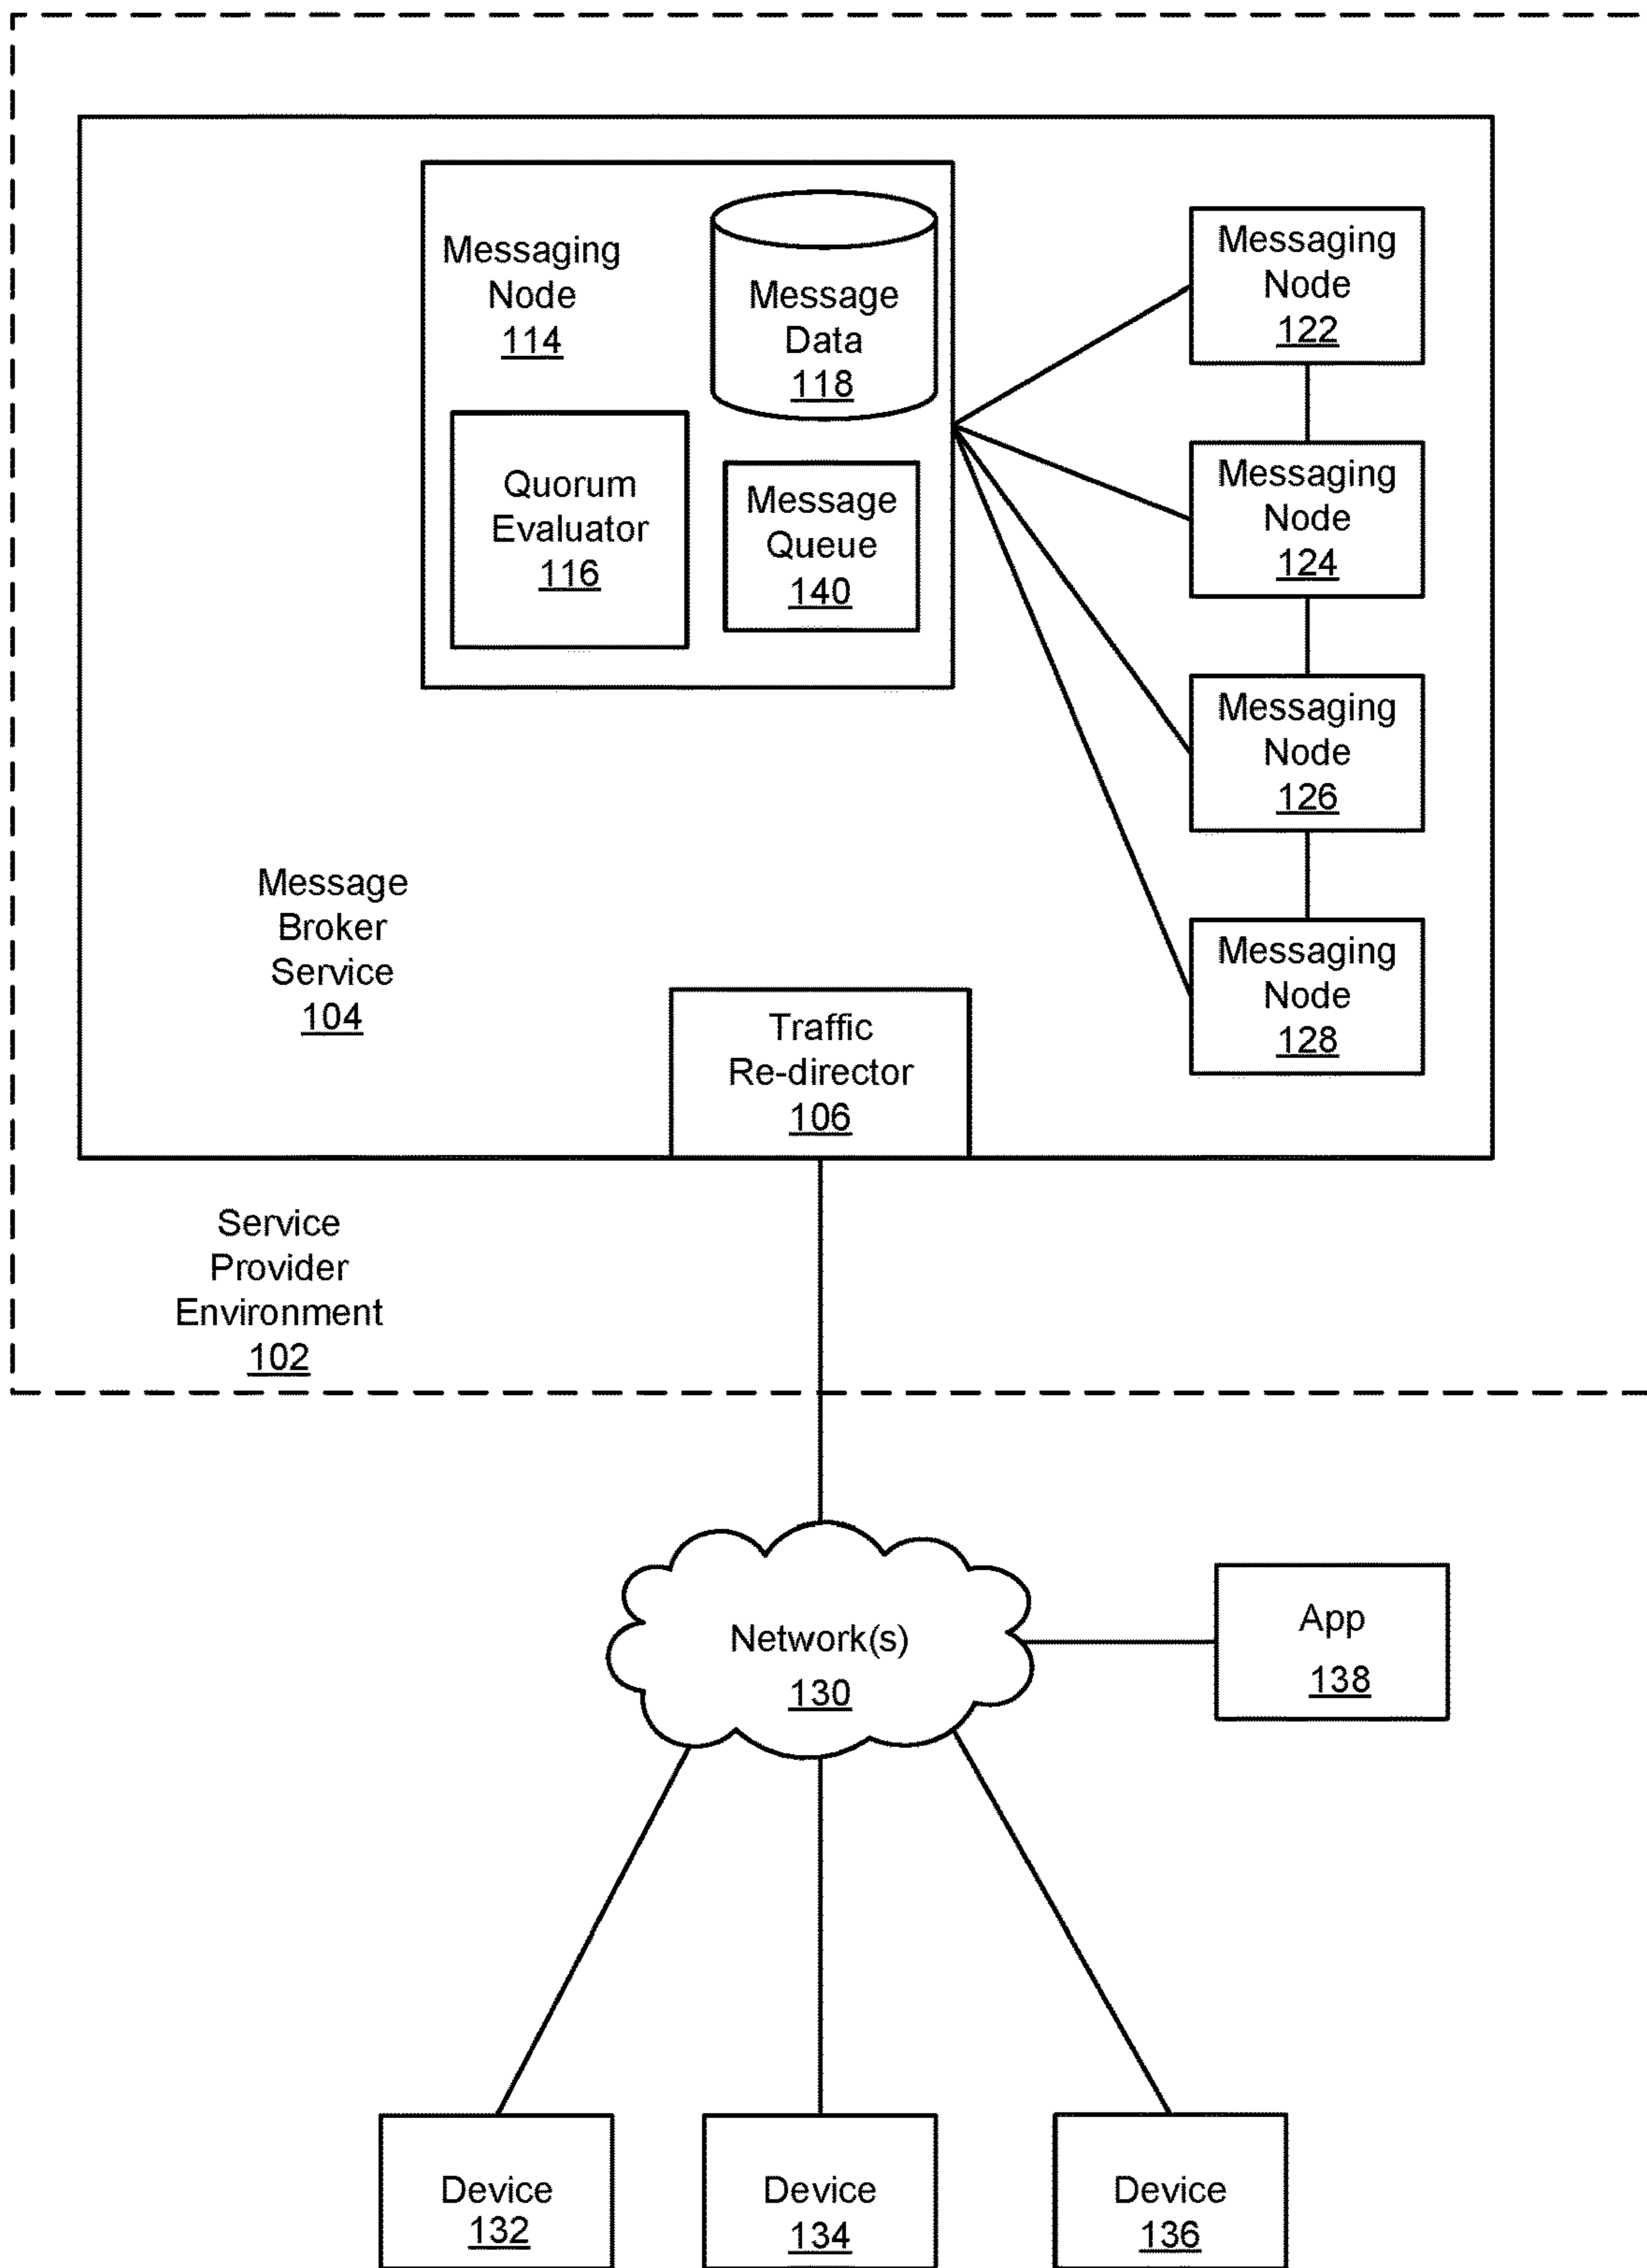 Messaging
Node
114
Message
Data
118
Quorum
Evaluator
116
Message
Queue
140
Messaging
Node
122
Messaging
Node
124
Messaging
Node
126
Messaging
Node
128
Message
Broker
Service
104
Traffic
Re-director
106
Service
Provider
Environment
102
Network(s)
130
App
138
Device
132
Device
134
Device
136